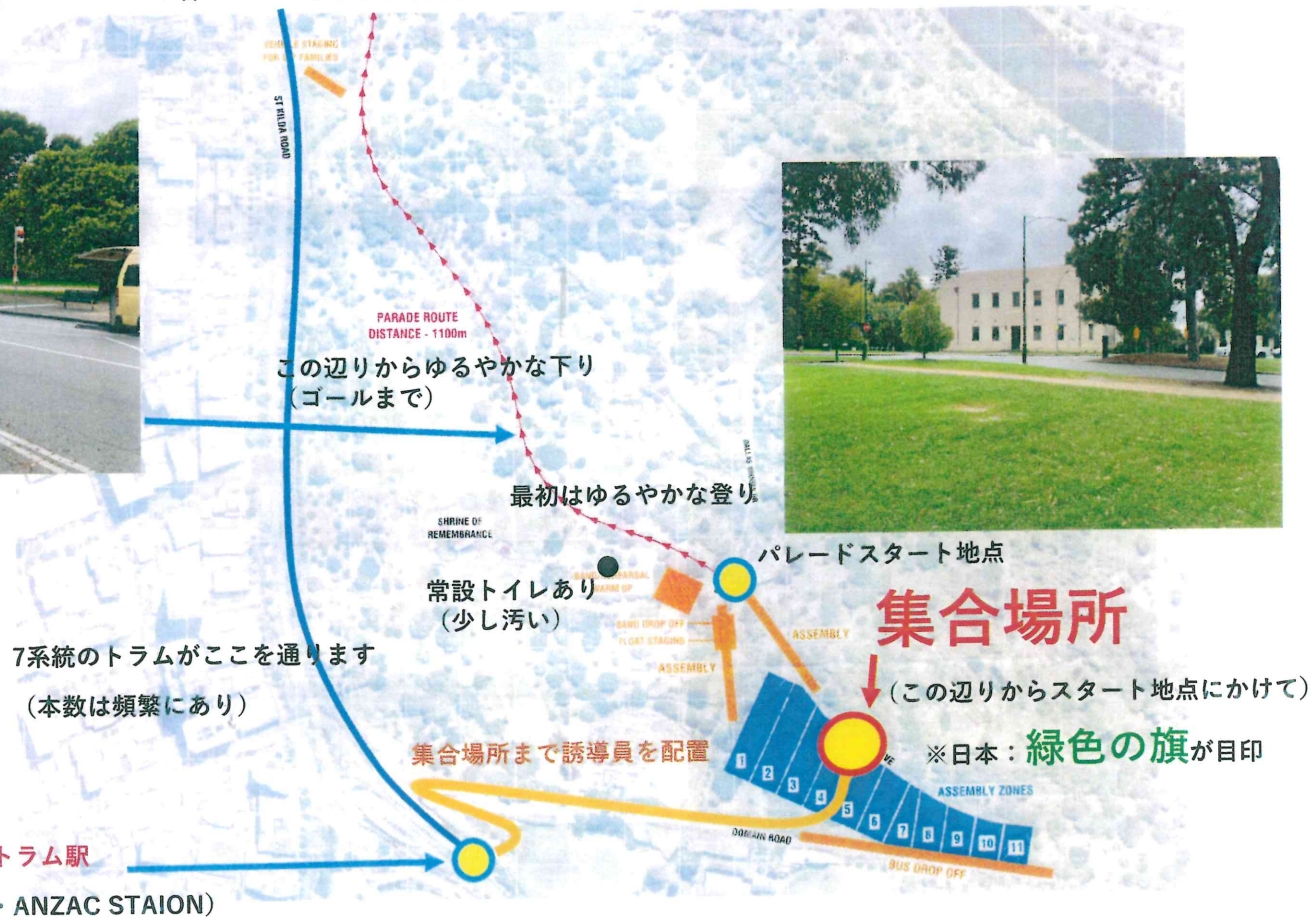 ST KILDA ROAD
PARADE ROUTE
DISTANCE - 1100m
この辺りからゆるやかな下り
（ゴールまで）
最初はゆるやかな登り
SHRINE OF
REMEMBRANCE
パレードスタート地点
常設トイレあり
（少し汚い）
WARM UP
BAND DROP OFF
FLOAT STAGING
ASSEMBLY
ASSEMBLY
集合場所
（この辺りからスタート地点にかけて）
7系統のトラムがここを通ります
（本数は頻繁にあり）
集合場所まで誘導員を配置
※日本：緑色の旗が目印
ASSEMBLY ZONES
1
2
3
4
5
6
7
8
9
10
11
DOMAIN ROAD
BUS DROP OFF
トラム駅
・ANZAC STAION）